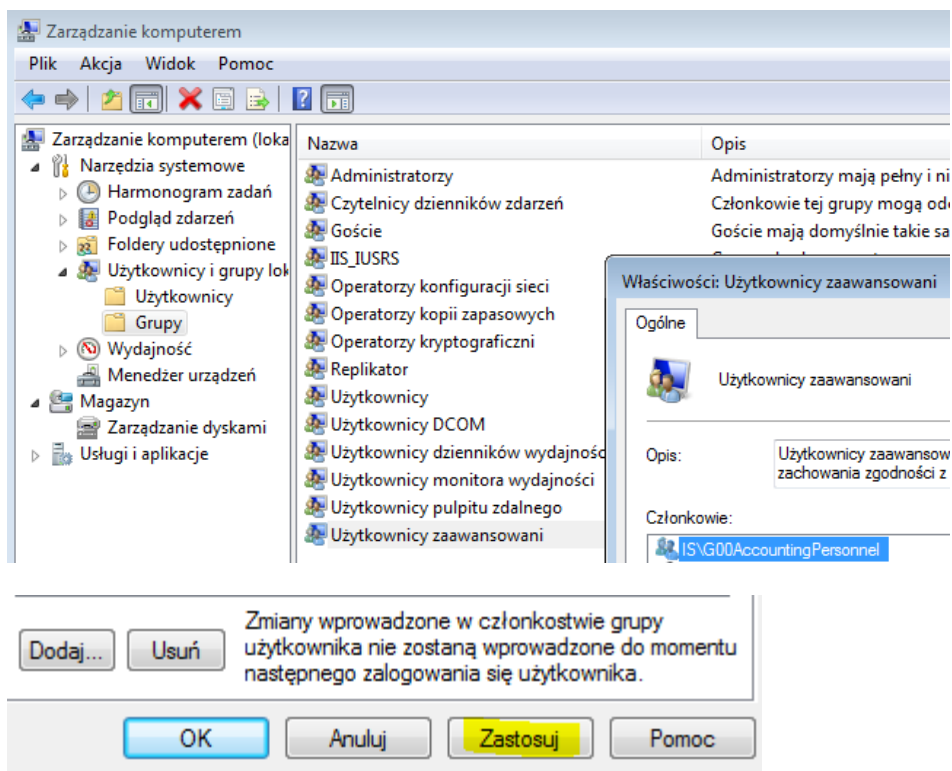 Zarządzanie komputerem
Plik Akcja Widok Pomoc
Zarządzanie komputerem (loka
Narzędzia systemowe
Harmonogram zadań
Podgląd zdarzeń
Foldery udostępnione
Użytkownicy i grupy lok
Użytkownicy
Grupy
Wydajność
Menedżer urządzeń
Magazyn
Zarządzanie dyskami
Usługi i aplikacje
Nazwa Opis
Administratorzy Administratorzy mają pełny i ni
Czytelnicy dzienników zdarzeń Członkowie tej grupy mogą od
Goście Goście mają domyślnie takie sa
IIS_IUSRS
Operatorzy konfiguracji sieci
Operatorzy kopii zapasowych
Operatorzy kryptograficzni
Replikator
Użytkownicy
Użytkownicy DCOM
Użytkownicy dzienników wydajnośc
Użytkownicy monitora wydajności
Użytkownicy pulpitu zdalnego
Użytkownicy zaawansowani
Właściwości: Użytkownicy zaawansowani
Ogólne
Użytkownicy zaawansowani
Opis: Użytkownicy zaawansow
zachowania zgodności z
Członkowie:
IS\G00AccountingPersonnel
Dodaj... Usuń
Zmiany wprowadzone w członkostwie grupy
użytkownika nie zostaną wprowadzone do momentu
następnego zalogowania się użytkownika.
OK Anuluj Zastosuj Pomoc